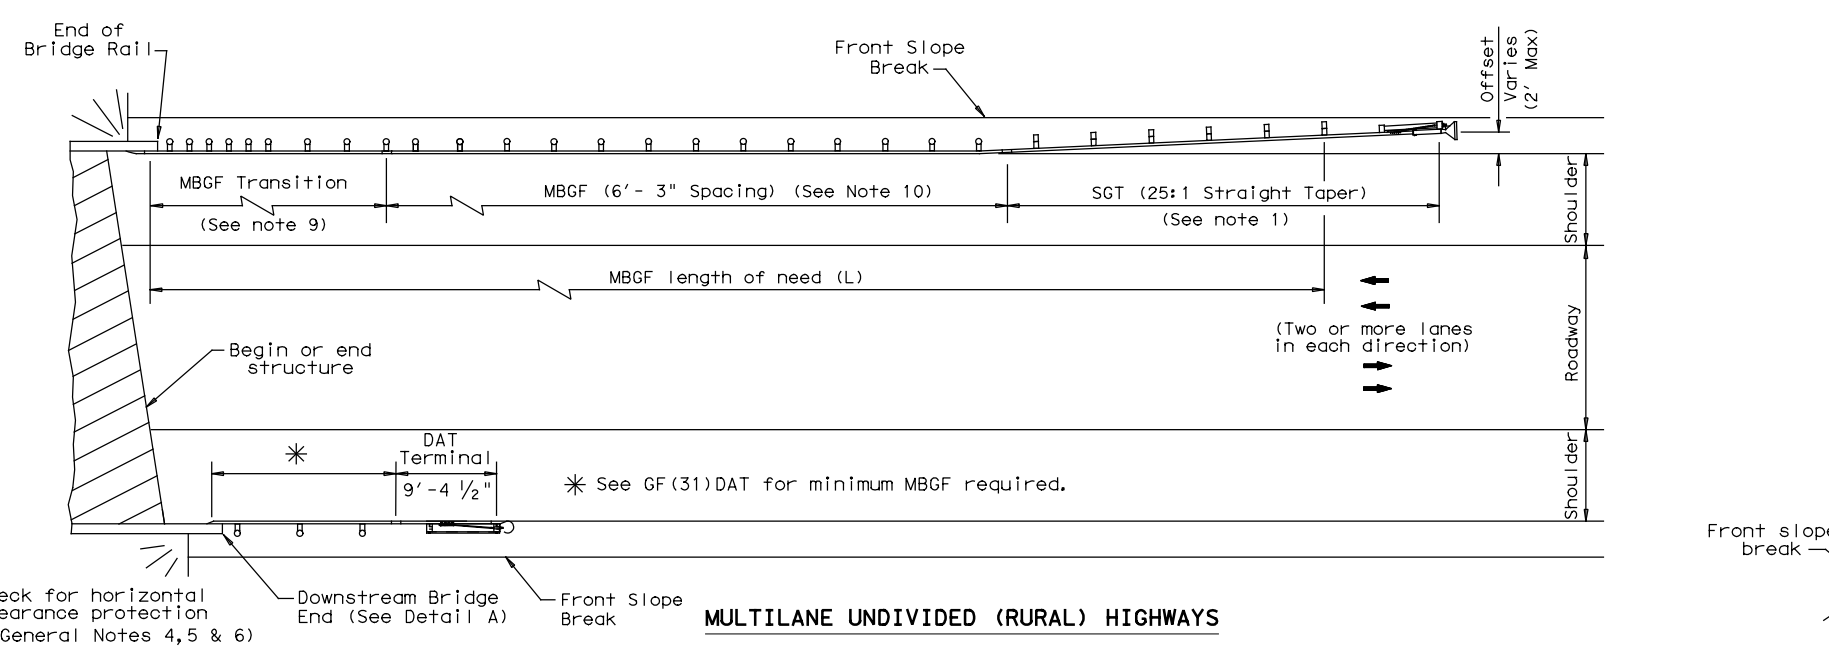 End of
Bridge Rail
Front Slope
Break
Offset
Varies
(2' Max)
MBGF Transition
(See note 9)
MBGF (6'- 3" Spacing) (See Note 10)
SGT (25:1 Straight Taper)
(See note 1)
Shoulder
MBGF length of need (L)
(Two or more lanes
in each direction)
Roadway
Begin or end
structure
DAT
Terminal
9'-4 1/2"
✳
✳ See GF(31)DAT for minimum MBGF required.
Shoulder
Front slope
break
eck for horizontal
earance protection
General Notes 4,5 & 6)
Downstream Bridge
End (See Detail A)
Front Slope
Break
MULTILANE UNDIVIDED (RURAL) HIGHWAYS